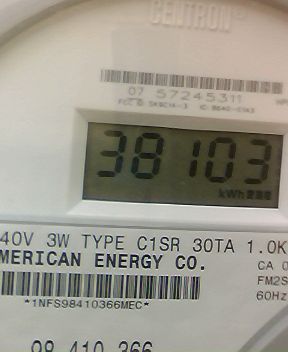 CENTRON®
07 57245311
38103
kWh
40V 3W TYPE C1SR 30TA 1.0K
MERICAN ENERGY CO.
CA 0
FM2S
60Hz
*1NFS98410366MEC*
98 410 366